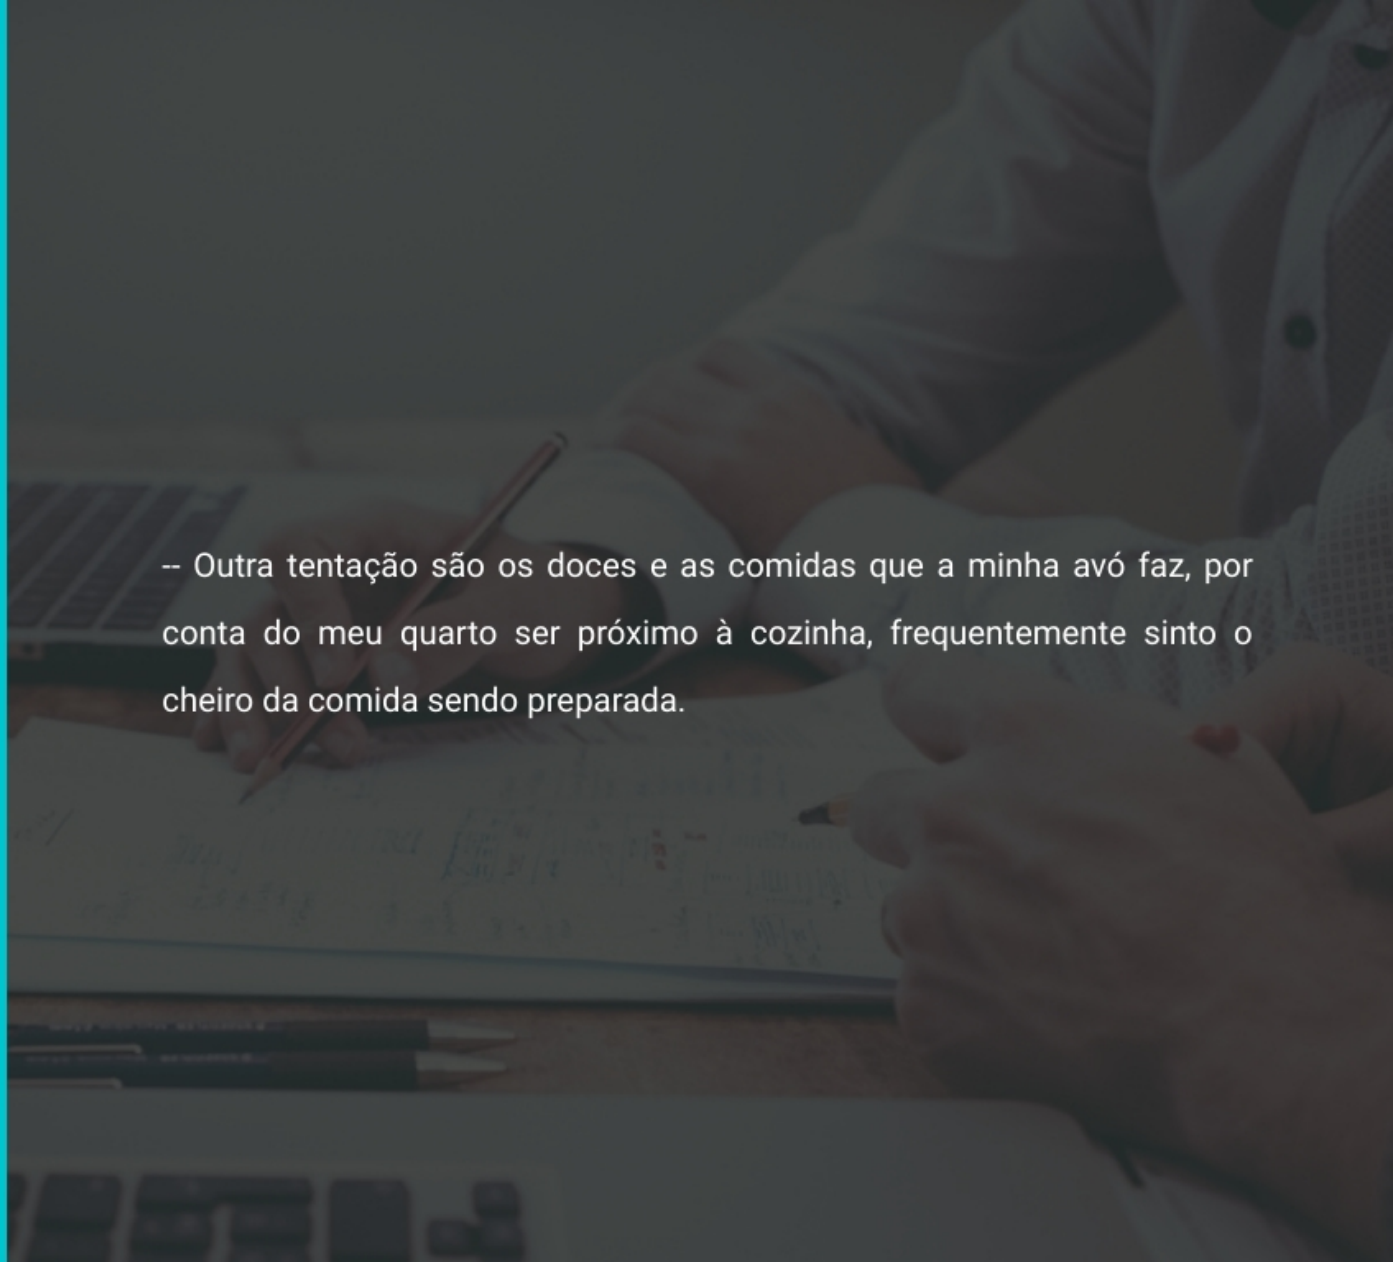 -- Outra tentação são os doces e as comidas que a minha avó faz, por
conta do meu quarto ser próximo à cozinha, frequentemente sinto o
cheiro da comida sendo preparada.